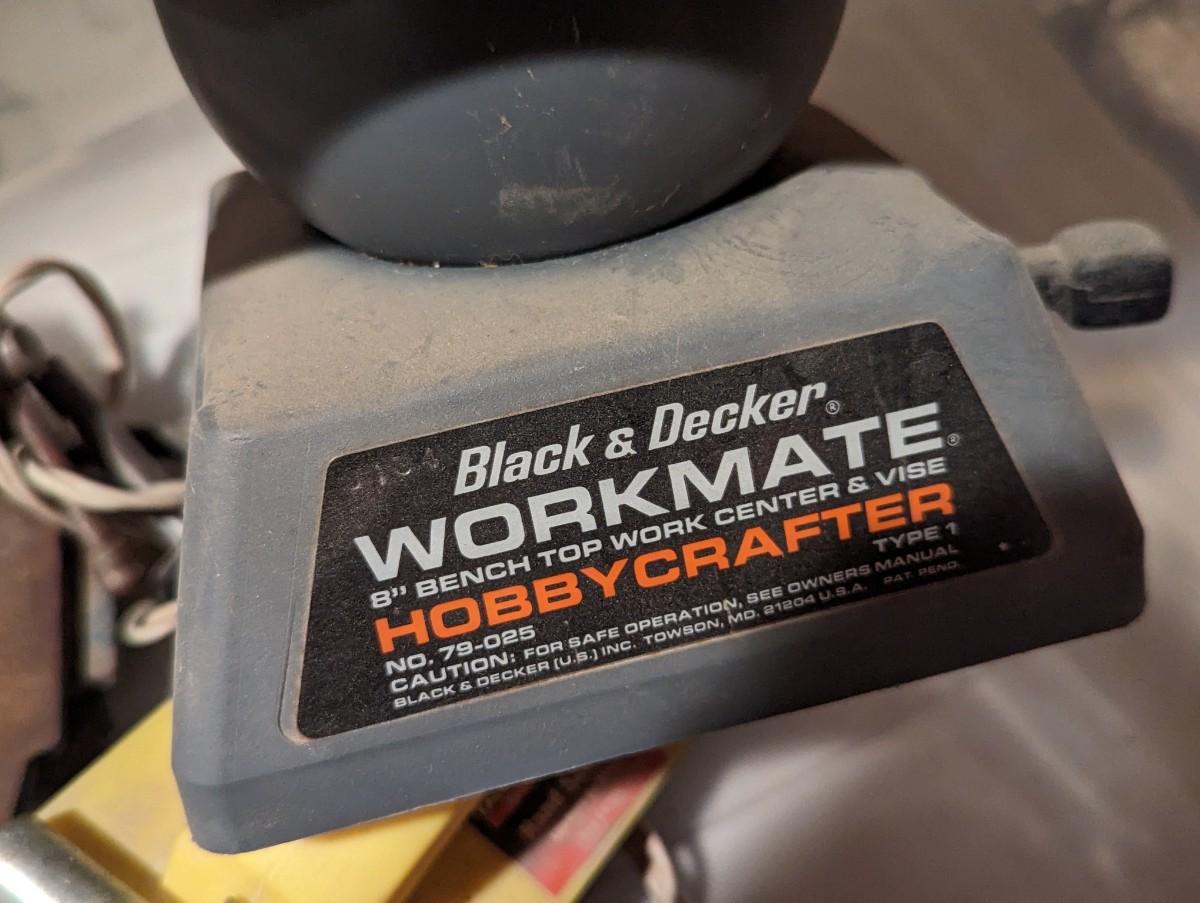 Black & Decker®
WORKMATE®
8" BENCH TOP WORK CENTER & VISE
HOBBYCRAFTER
NO. 79-025 TYPE 1
CAUTION: FOR SAFE OPERATION, SEE OWNERS MANUAL
BLACK & DECKER (U.S.) INC. TOWSON, MD. 21204 U.S.A. PAT. PEND.